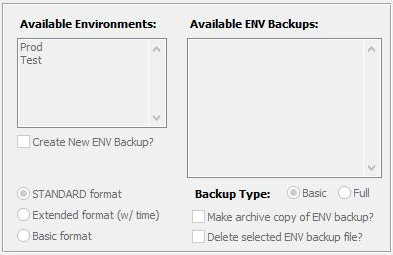 Available Environments:
Available ENV Backups:
Prod
Test
Create New ENV Backup?
STANDARD format
Extended format (w/ time)
Basic format
Backup Type:
Basic
Full
Make archive copy of ENV backup?
Delete selected ENV backup file?